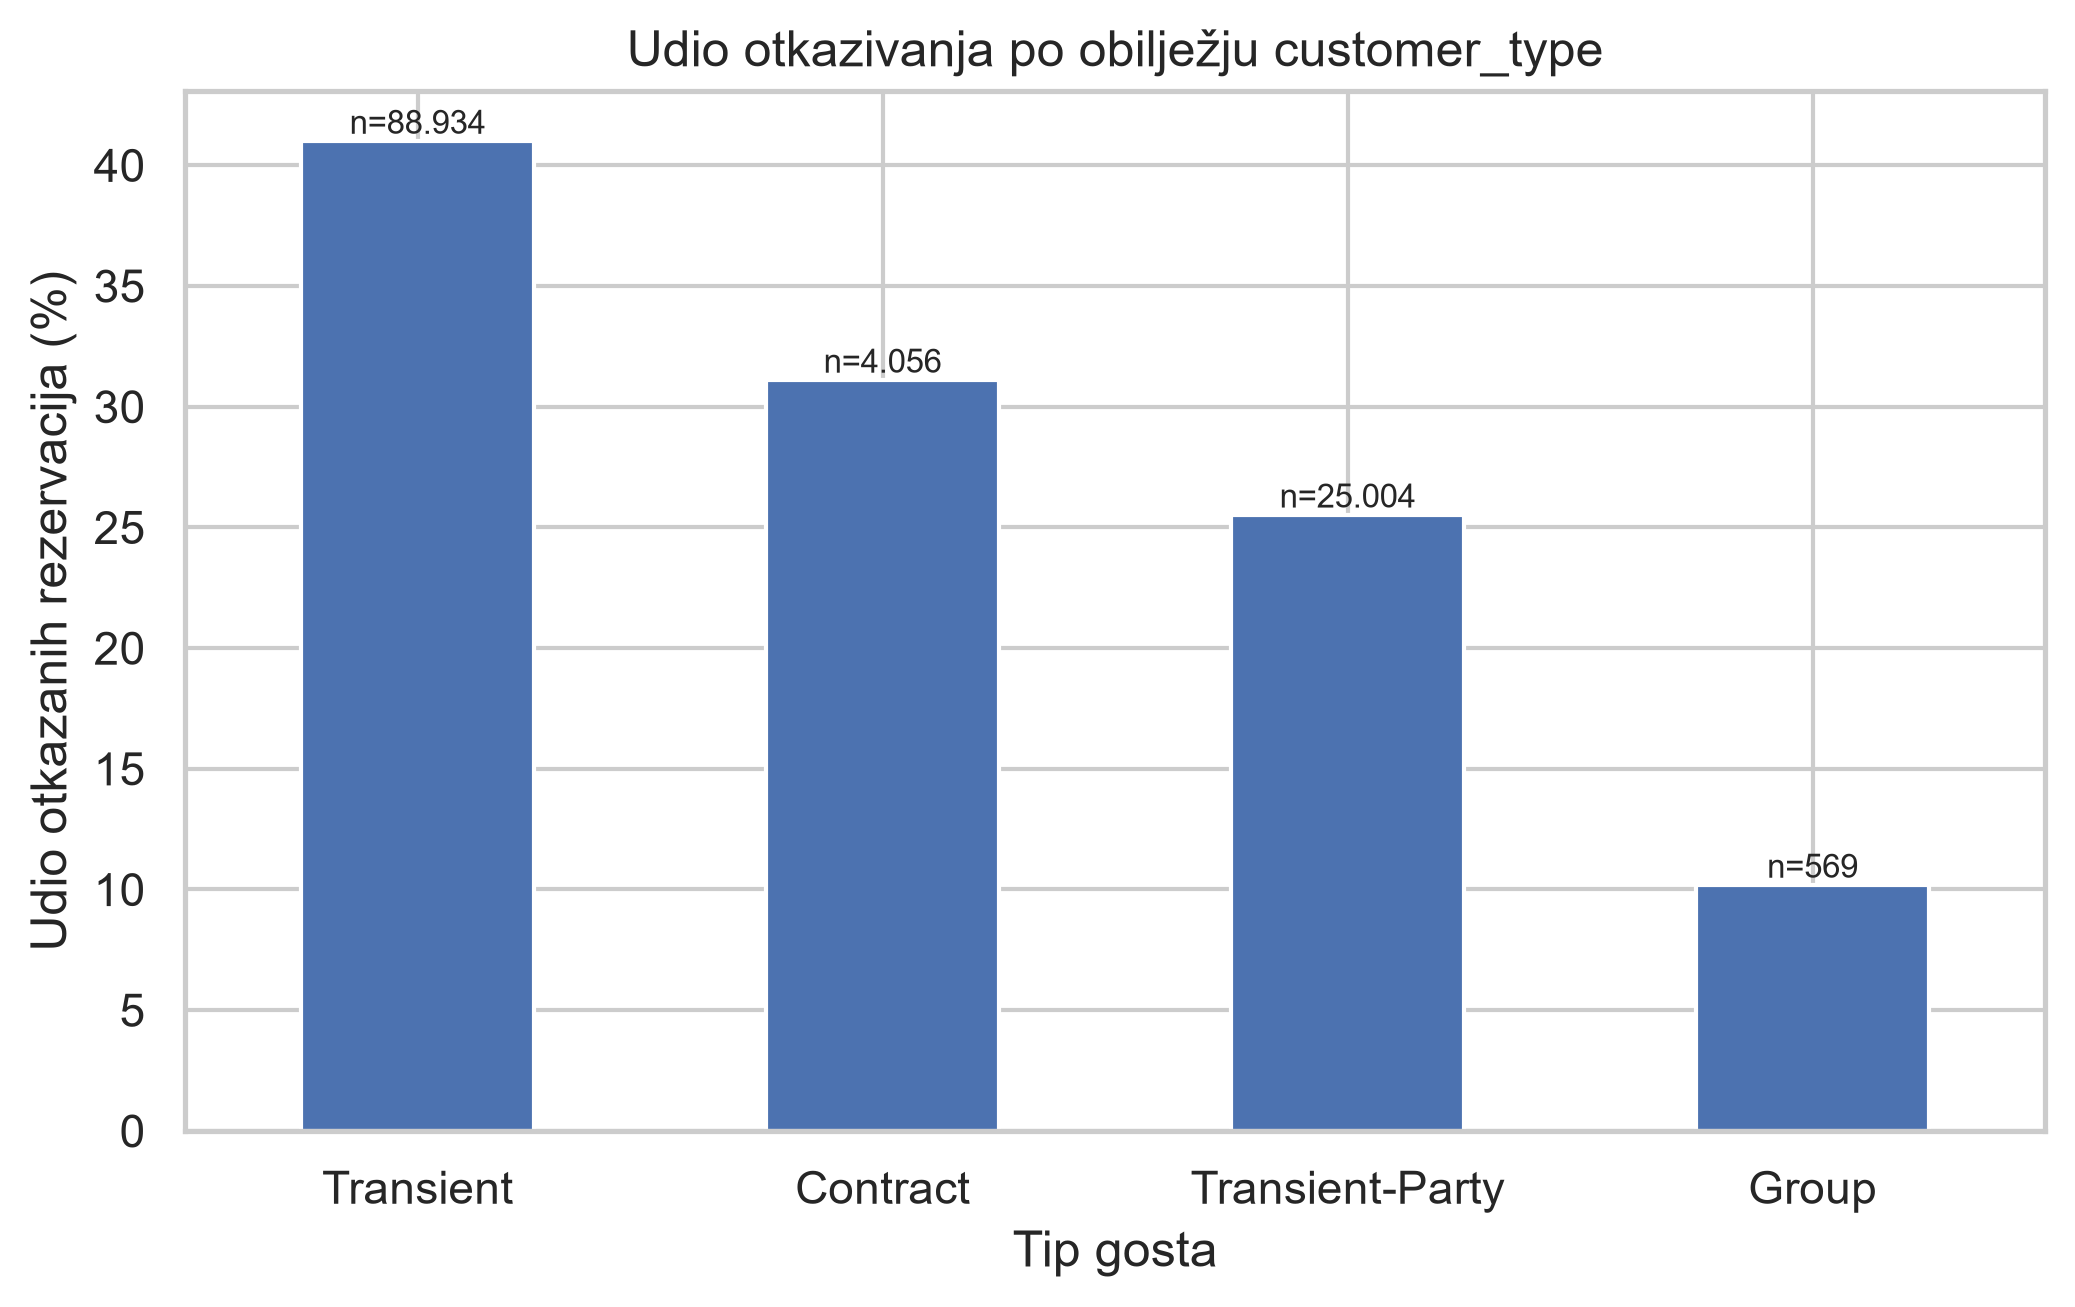 Udio otkazivanja po obilježju customer_type
Udio otkazanih rezervacija (%)
40
35
30
25
20
15
10
5
0
n=88.934
n=4.056
n=25.004
n=569
Transient
Contract
Transient-Party
Group
Tip gosta